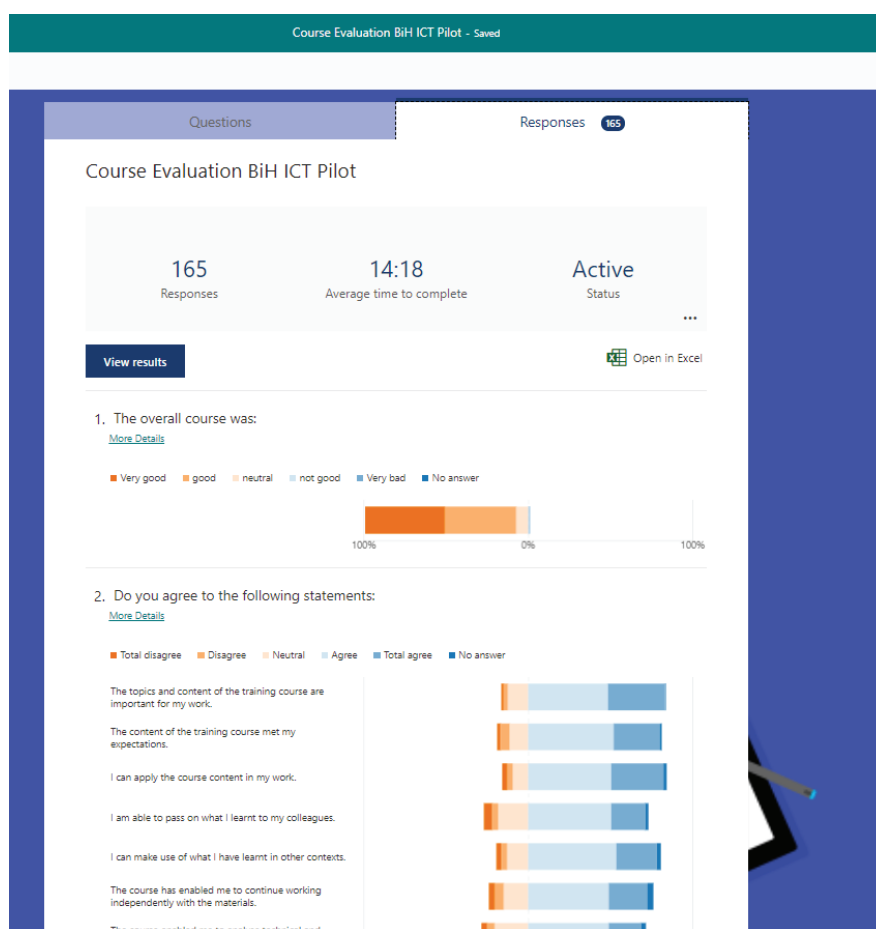 Course Evaluation BiH ICT Pilot - Saved
Questions
Responses 165
Course Evaluation BiH ICT Pilot
165
Responses
14:18
Average time to complete
Active
Status
...
View results
Open in Excel
1. The overall course was:
More Details
Very good good neutral not good Very bad No answer
100% 0% 100%
2. Do you agree to the following statements:
More Details
Total disagree Disagree Neutral Agree Total agree No answer
The topics and content of the training course are
important for my work.
The content of the training course met my
expectations.
I can apply the course content in my work.
I am able to pass on what I learnt to my colleagues.
I can make use of what I have learnt in other contexts.
The course has enabled me to continue working
independently with the materials.